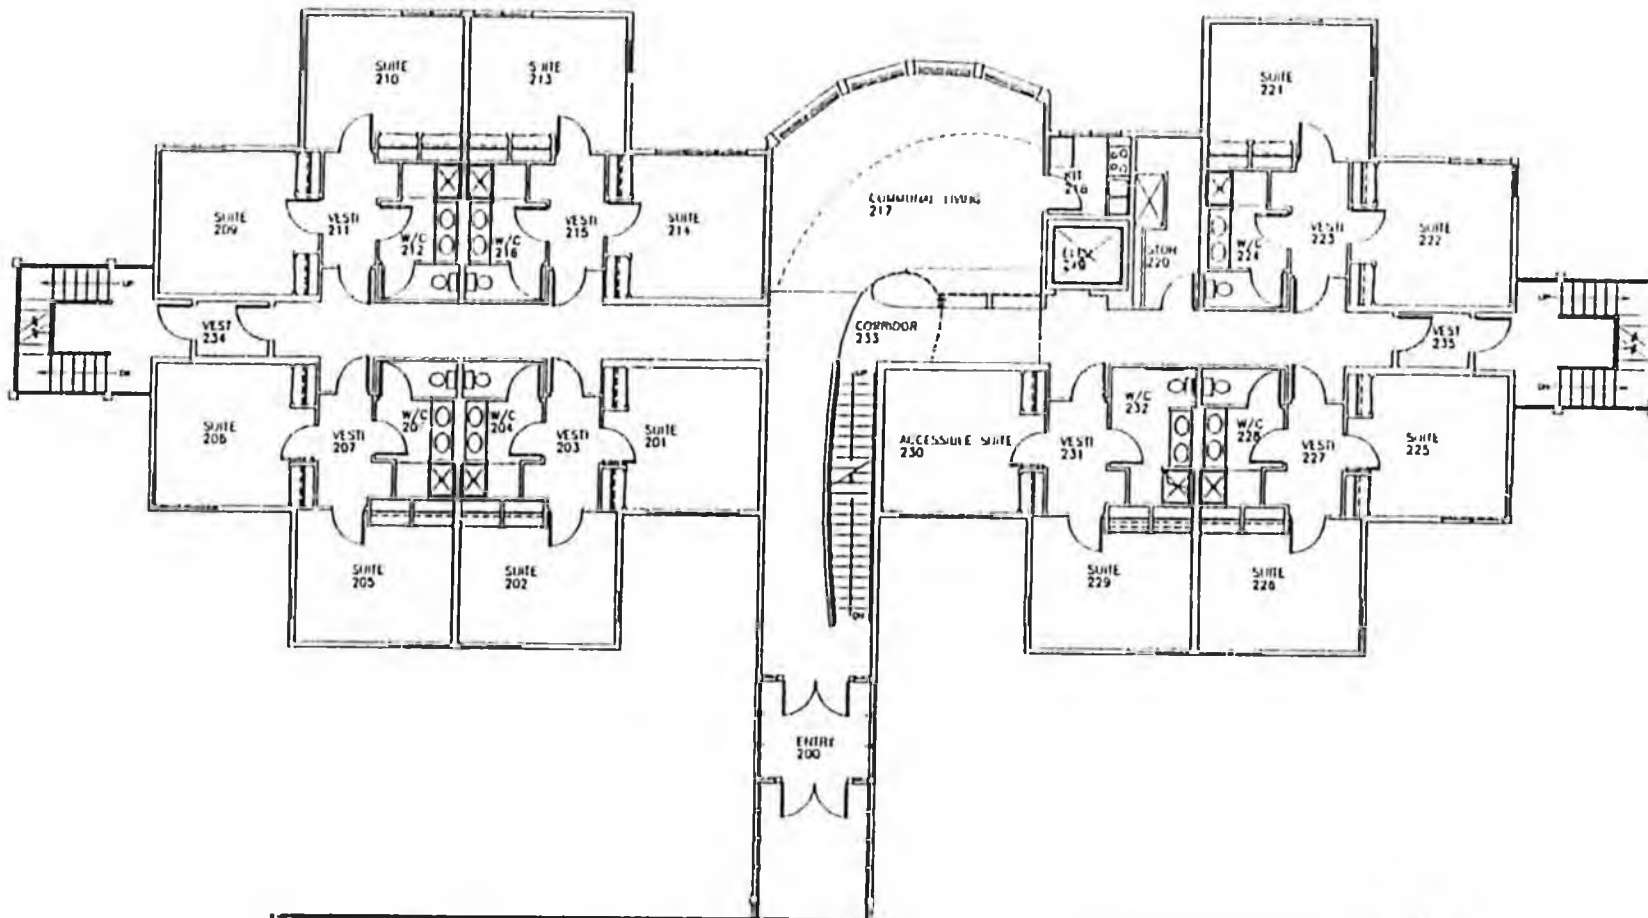 SUITE
210
SUITE
213
SUITE
221
KIT
218
COMMUNAL LIVING
217
SUITE
209
VESTI
211
W/C
212
W/C
216
VESTI
215
SUITE
214
STOR
220
W/C
224
VESTI
223
SUITE
222
UP
UP
VEST
234
CORRIDOR
233
VEST
235
DN
UP
DN
SUITE
206
VESTI
207
W/C
207
W/C
204
VESTI
203
SUITE
201
ACCESSIBLE SUITE
230
VESTI
231
W/C
232
W/C
228
VESTI
227
SUITE
225
SUITE
205
SUITE
202
SUITE
229
SUITE
226
DN
ENTRY
200